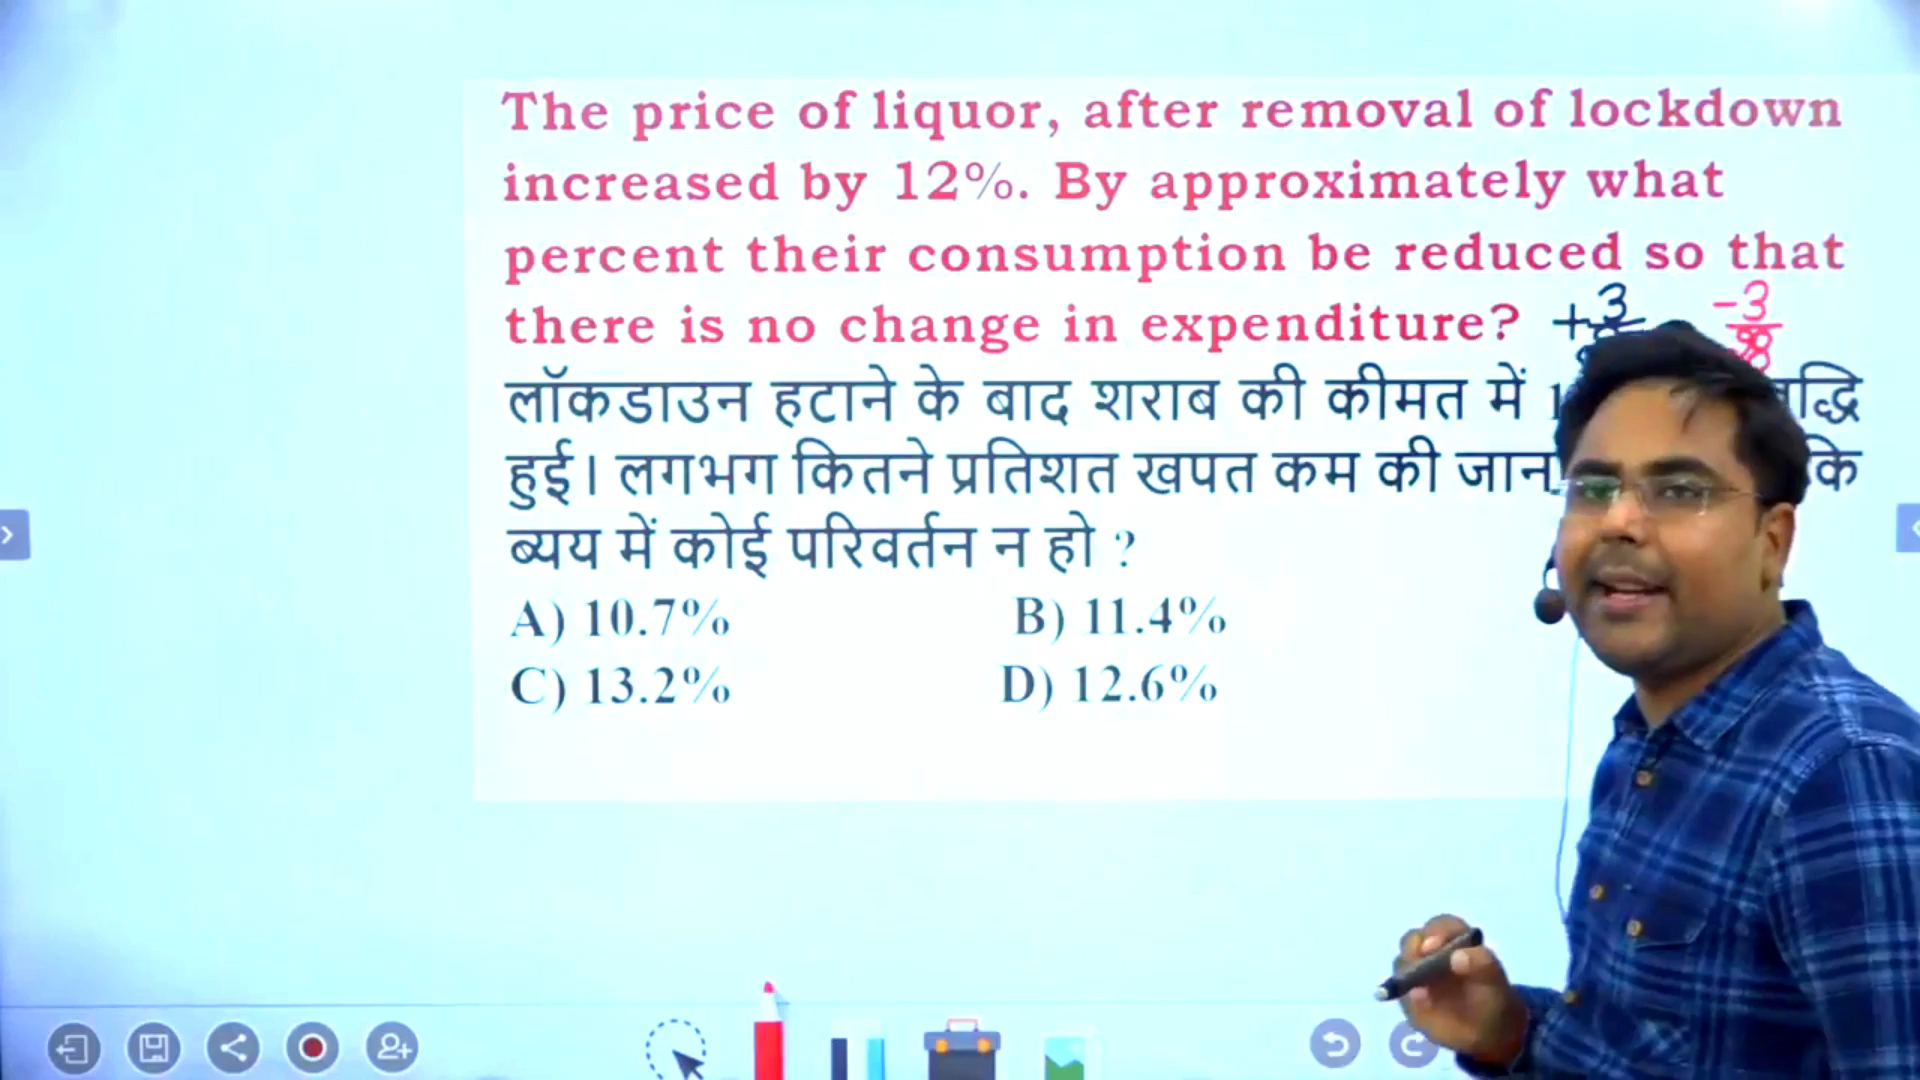 The price of liquor, after removal of lockdown
increased by 12%. By approximately what
percent their consumption be reduced so that
there is no change in expenditure? +3 -3
28
लॉकडाउन हटाने के बाद शराब की कीमत में
हुई। लगभग कितने प्रतिशत खपत कम की कि
ब्यय में कोई परिवर्तन न हो ?
A) 10.7% B) 11.4%
C) 13.2% D) 12.6%